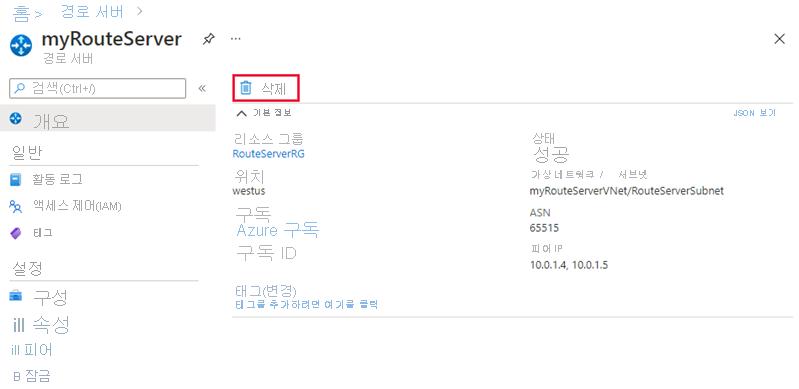 홈 > 경로 서버 >
myRouteServer ...
경로 서버
검색(Ctrl+/) «
개요
일반
활동 로그
액세스 제어(IAM)
태그
설정
구성
ill 속성
ill 피어
B 잠금
삭제
기본 정보
JSON 보기
리소스 그룹
RouteServerRG
위치
westus
구독
Azure 구독
구독 ID
태그(변경)
태그를 추가하려면 여기를 클릭
상태
성공
가상 네트워크 / 서브넷
myRouteServerVNet/RouteServerSubnet
ASN
65515
피어 IP
10.0.1.4, 10.0.1.5